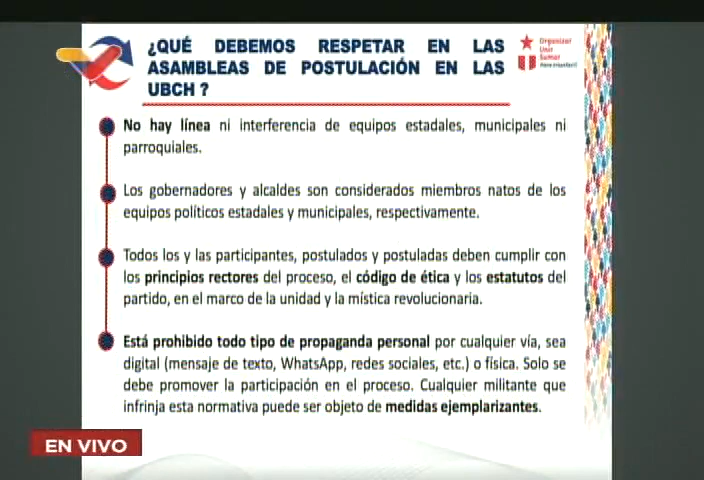 ¿QUÉ DEBEMOS RESPETAR EN LAS
ASAMBLEAS DE POSTULACIÓN EN LAS
UBCH ?
Organizar
Unir
Sumar
No hay línea ni interferencia de equipos estadales, municipales ni
parroquiales.
Los gobernadores y alcaldes son considerados miembros natos de los
equipos políticos estadales y municipales, respectivamente.
Todos los y las participantes, postulados y postuladas deben cumplir con
los principios rectores del proceso, el código de ética y los estatutos del
partido, en el marco de la unidad y la mística revolucionaria.
Está prohibido todo tipo de propaganda personal por cualquier vía, sea
digital (mensaje de texto, WhatsApp, redes sociales, etc.) o física. Solo se
debe promover la participación en el proceso. Cualquier militante que
infrinja esta normativa puede ser objeto de medidas ejemplarizantes.
EN VIVO